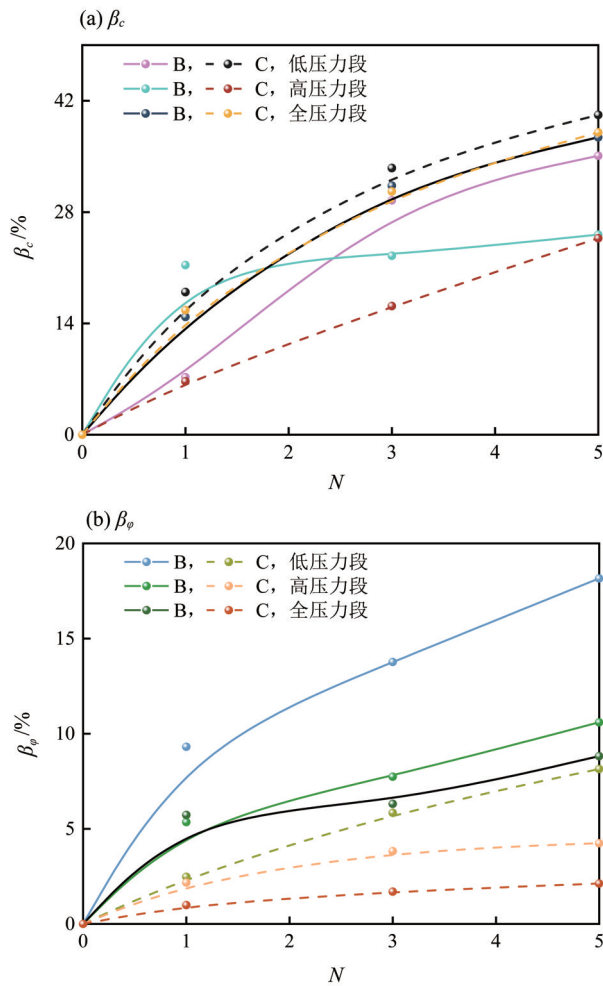 (a) βc
B, C, 低压力段
B, C, 高压力段
B, C, 全压力段
42
28
14
0
βc/%
0 1 2 3 4 5
N
(b) βφ
B, C, 低压力段
B, C, 高压力段
B, C, 全压力段
20
15
10
5
0
βφ/%
0 1 2 3 4 5
N